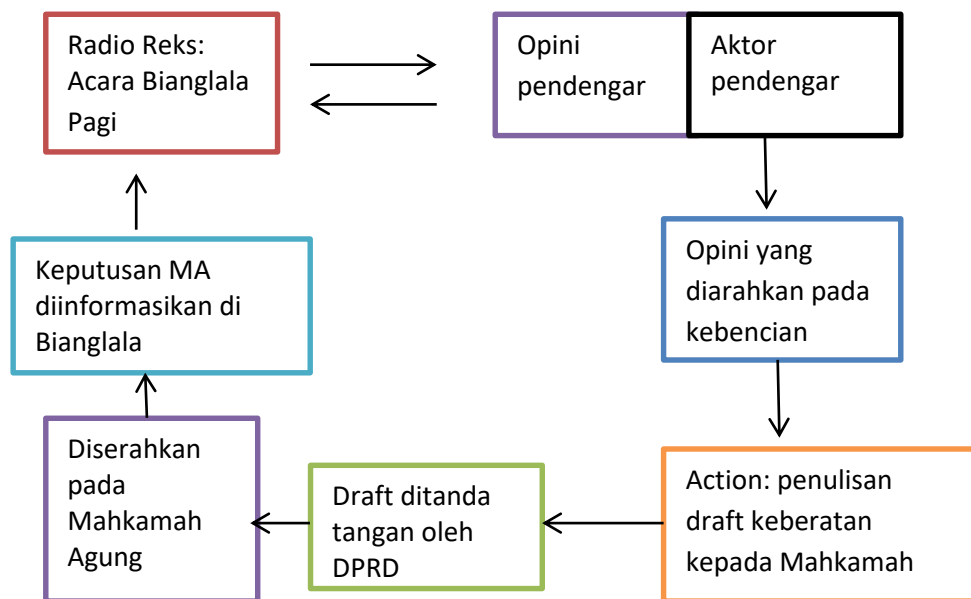 Radio Reks:
Acara Bianglala
Pagi
Opini
pendengar
Aktor
pendengar
Opini yang
diarahkan pada
kebencian
Action: penulisan
draft keberatan
kepada Mahkamah
Draft ditanda
tangan oleh
DPRD
Diserahkan
pada
Mahkamah
Agung
Keputusan MA
diinformasikan di
Bianglala